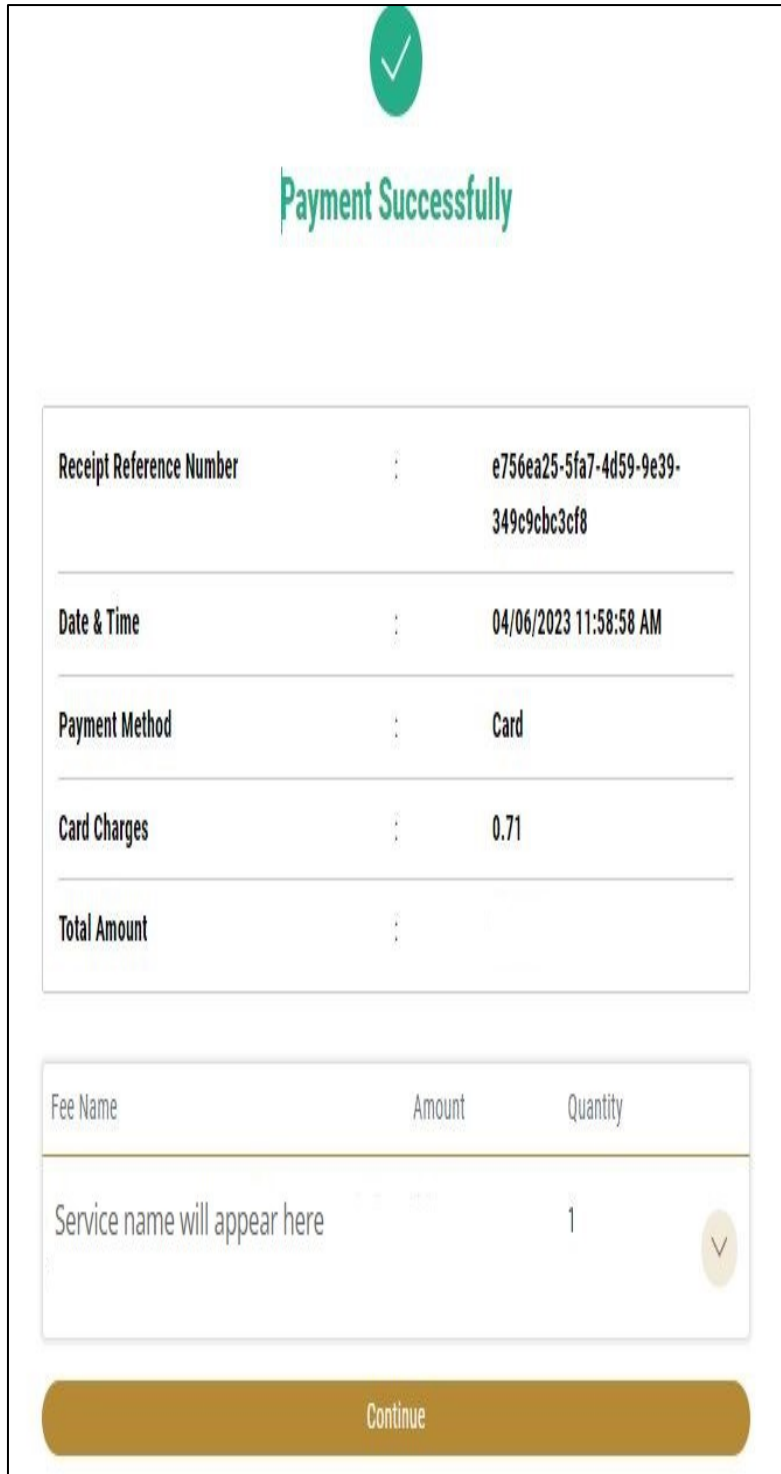 Payment Successfully
Receipt Reference Number : e756ea25-5fa7-4d59-9e39-
349c9cbc3cf8
Date & Time : 04/06/2023 11:58:58 AM
Payment Method : Card
Card Charges : 0.71
Total Amount :
Fee Name Amount Quantity
Service name will appear here 1
Continue